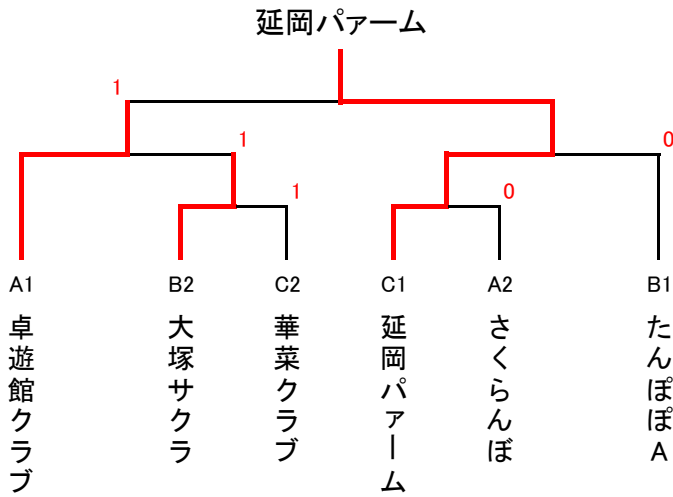 延岡パァーム
1
1
0
1
0
A1
B2
C2
C1
A2
B1
卓遊館クラブ
大塚サクラ
華菜クラブ
延岡パァーム
さくらんぼ
たんぽぽA